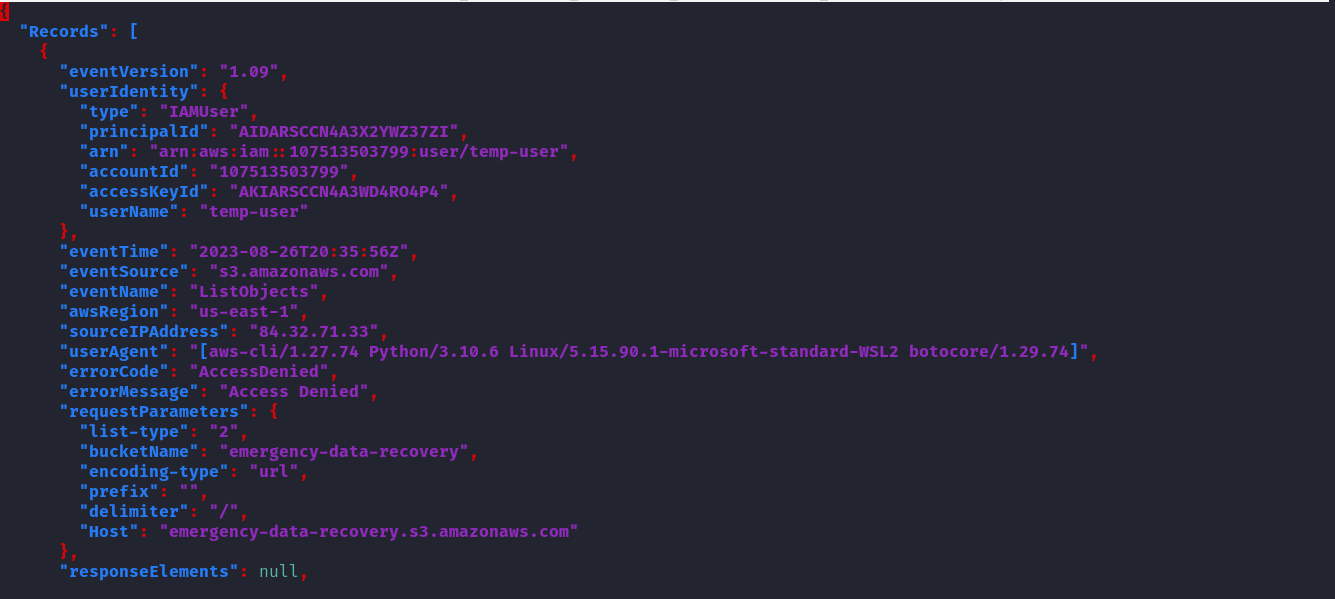 {
  "Records": [
    {
      "eventVersion": "1.09",
      "userIdentity": {
        "type": "IAMUser",
        "principalId": "AIDARSCCN4A3X2YWZ37ZI",
        "arn": "arn:aws:iam::107513503799:user/temp-user",
        "accountId": "107513503799",
        "accessKeyId": "AKIARSCCN4A3WD4RO4P4",
        "userName": "temp-user"
      },
      "eventTime": "2023-08-26T20:35:56Z",
      "eventSource": "s3.amazonaws.com",
      "eventName": "ListObjects",
      "awsRegion": "us-east-1",
      "sourceIPAddress": "84.32.71.33",
      "userAgent": "[aws-cli/1.27.74 Python/3.10.6 Linux/5.15.90.1-microsoft-standard-WSL2 botocore/1.29.74]",
      "errorCode": "AccessDenied",
      "errorMessage": "Access Denied",
      "requestParameters": {
        "list-type": "2",
        "bucketName": "emergency-data-recovery",
        "encoding-type": "url",
        "prefix": "",
        "delimiter": "/",
        "Host": "emergency-data-recovery.s3.amazonaws.com"
      },
      "responseElements": null,